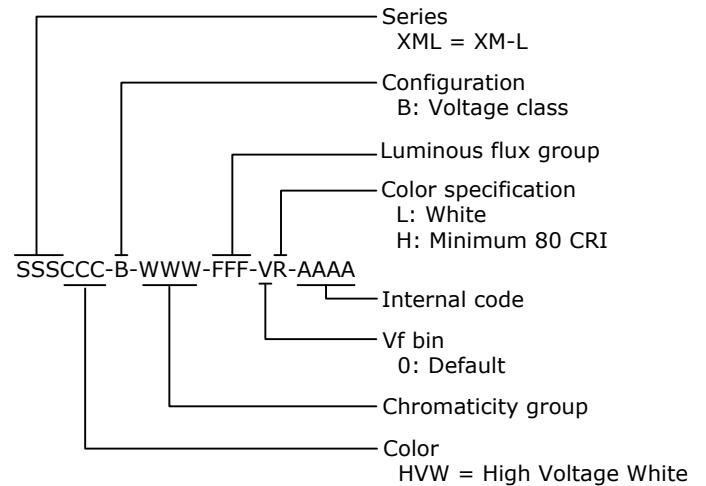 Series
XML = XM-L
Configuration
B: Voltage class
Luminous flux group
Color specification
L: White
H: Minimum 80 CRI
SSSCCC-B-WWW-FFF-VR-AAAA
Internal code
Vf bin
0: Default
Chromaticity group
Color
HVW = High Voltage White